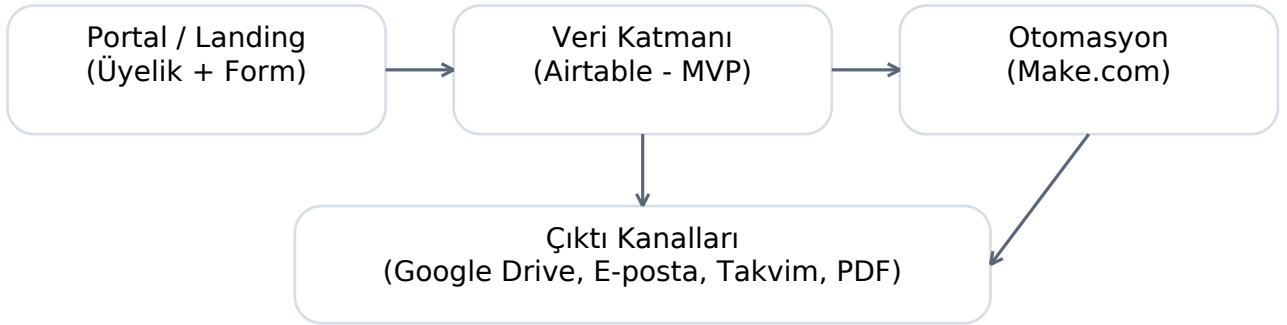 Portal / Landing
(Üyelik + Form)
Veri Katmanı
(Airtable - MVP)
Otomasyon
(Make.com)
Çıktı Kanalları
(Google Drive, E-posta, Takvim, PDF)